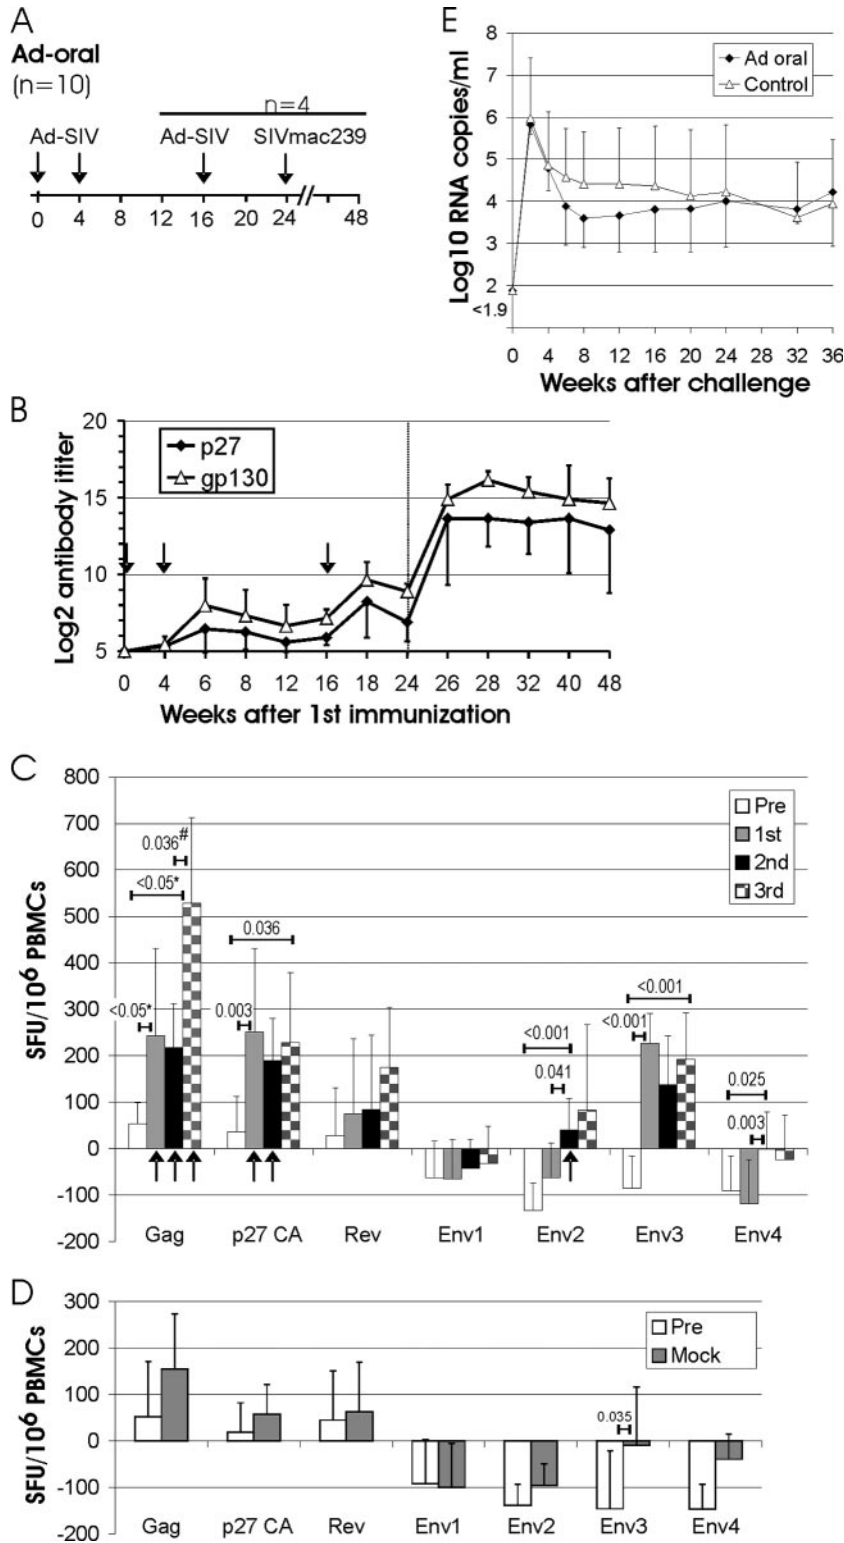 A
Ad-oral
(n=10)
n=4
Ad-SIV Ad-SIV SIVmac239
0 4 8 12 16 20 24 48
E
Log10 RNA copies/ml
8
7
6
5
4
3
2
<1.9
Ad oral
Control
0 4 8 12 16 20 24 28 32 36
Weeks after challenge
B
Log2 antibody titer
20
15
10
5
p27
gp130
0 4 6 8 12 16 18 24 26 28 32 40 48
Weeks after 1st immunization
C
SFU/10⁶ PBMCs
800
700
600
500
400
300
200
100
0
-100
-200
Pre
1st
2nd
3rd
0.036#
<0.05*
<0.05*
0.036
0.003
<0.001
0.041
<0.001
<0.001
0.025
0.003
Gag p27 CA Rev Env1 Env2 Env3 Env4
D
SFU/10⁶ PBMCs
300
200
100
0
-100
-200
Pre
Mock
0.035
Gag p27 CA Rev Env1 Env2 Env3 Env4